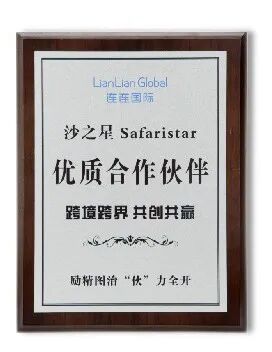 LianLian Global
连连国际
沙之星 Safaristar
优质合作伙伴
跨境跨界 共创共赢
励精图治“伙”力全开